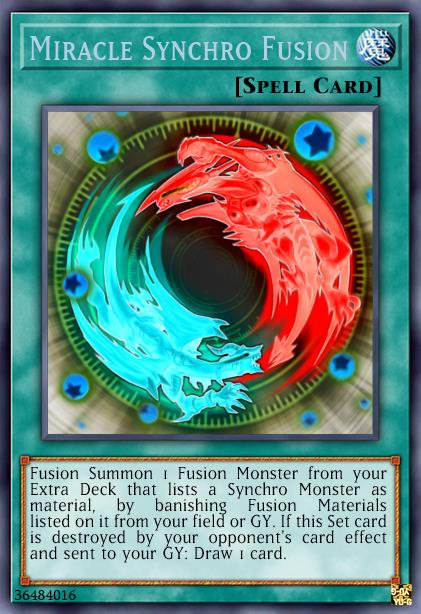 Miracle Synchro Fusion
魔
[Spell Card]
Fusion Summon 1 Fusion Monster from your
Extra Deck that lists a Synchro Monster as
material, by banishing Fusion Materials
listed on it from your field or GY. If this Set card
is destroyed by your opponent's card effect
and sent to your GY: Draw 1 card.
36484016